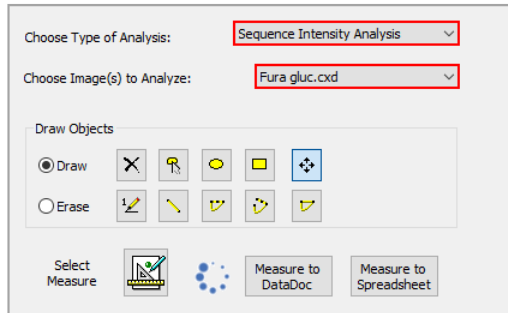 Choose Type of Analysis: Sequence Intensity Analysis
Choose Image(s) to Analyze: Fura gluc.cxd
Draw Objects
Draw
Erase 1
Select
Measure
Measure to
DataDoc
Measure to
Spreadsheet